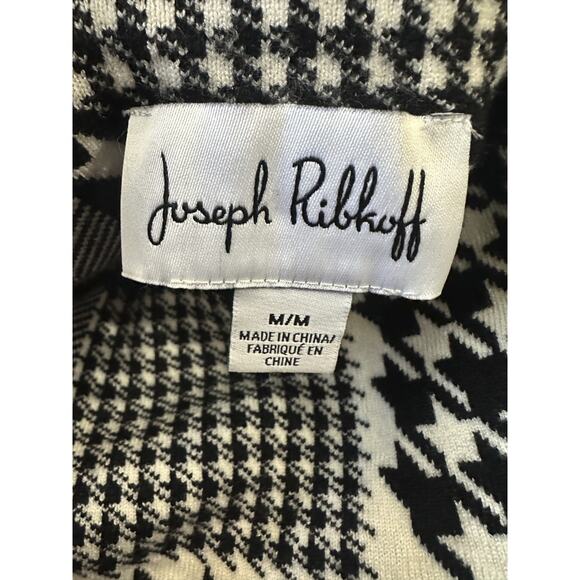 Joseph Ribkoff
M/M
MADE IN CHINA/
FABRIQUÉ EN
CHINE